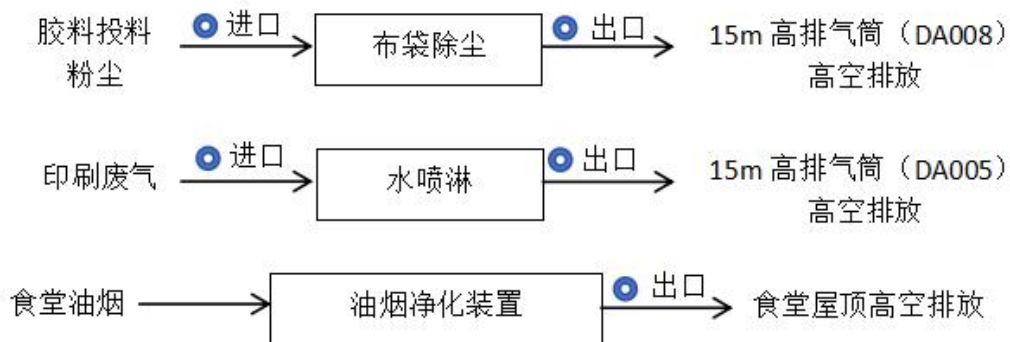 胶料投料
粉尘
进口
布袋除尘
出口
15m 高排气筒（DA008）
高空排放
印刷废气
进口
水喷淋
出口
15m 高排气筒（DA005）
高空排放
食堂油烟
油烟净化装置
出口
食堂屋顶高空排放